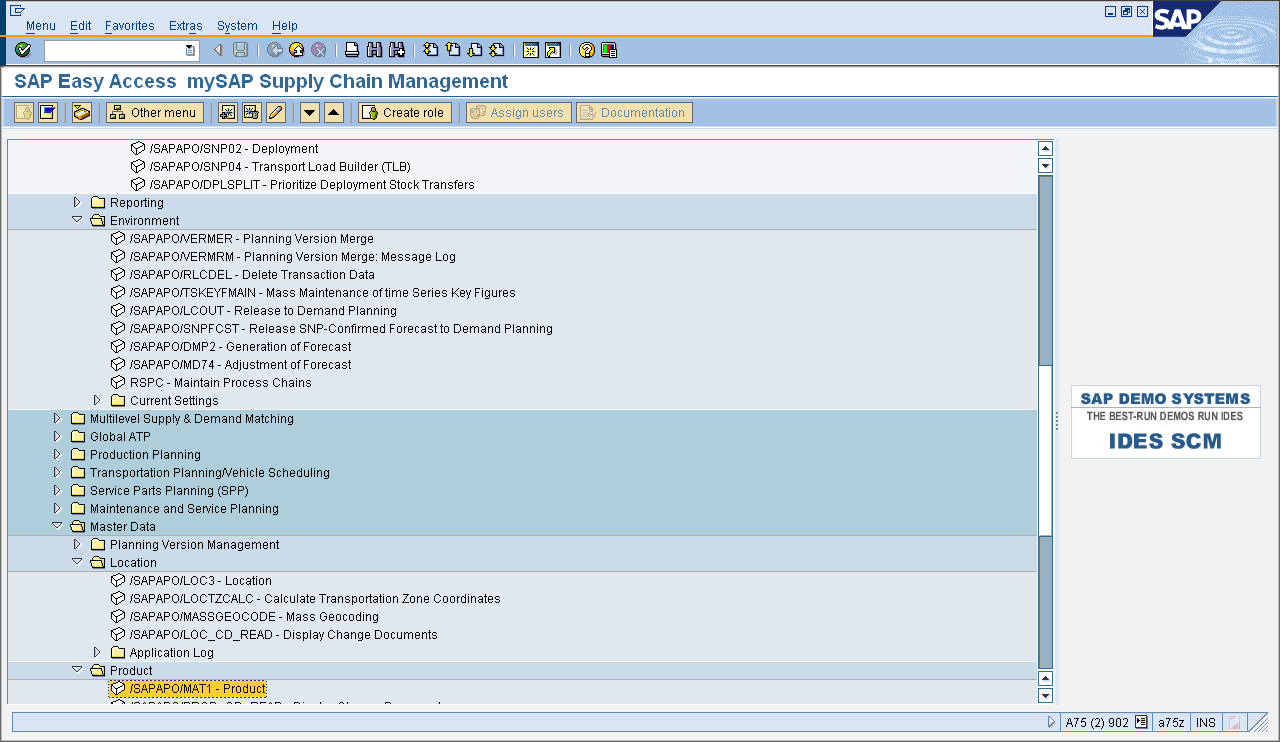 Menu Edit Favorites Extras System Help
SAP
SAP Easy Access mySAP Supply Chain Management
Other menu Create role Assign users Documentation
/SAPAPO/SNP02 - Deployment
/SAPAPO/SNP04 - Transport Load Builder (TLB)
/SAPAPO/DPLSPLIT - Prioritize Deployment Stock Transfers
Reporting
Environment
/SAPAPO/VERMER - Planning Version Merge
/SAPAPO/VERMRM - Planning Version Merge: Message Log
/SAPAPO/RLCDEL - Delete Transaction Data
/SAPAPO/TSKEYFMAIN - Mass Maintenance of time Series Key Figures
/SAPAPO/LCOUT - Release to Demand Planning
/SAPAPO/SNPFCST - Release SNP-Confirmed Forecast to Demand Planning
/SAPAPO/DMP2 - Generation of Forecast
/SAPAPO/MD74 - Adjustment of Forecast
RSPC - Maintain Process Chains
Current Settings
Multilevel Supply & Demand Matching
Global ATP
Production Planning
Transportation Planning/Vehicle Scheduling
Service Parts Planning (SPP)
Maintenance and Service Planning
Master Data
Planning Version Management
Location
/SAPAPO/LOC3 - Location
/SAPAPO/LOCTZCALC - Calculate Transportation Zone Coordinates
/SAPAPO/MASSGEOCODE - Mass Geocoding
/SAPAPO/LOC_CD_READ - Display Change Documents
Application Log
Product
/SAPAPO/MAT1 - Product
SAP DEMO SYSTEMS
THE BEST-RUN DEMOS RUN IDES
IDES SCM
A75 (2) 902 a75z INS